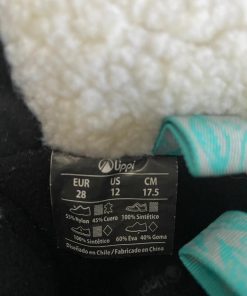 Lippi
EUR US CM
28 12 17.5
55% Nylon 45% Cuero 100% Sintético
100% Sintético 60% Eva 40% Goma
Diseñado en Chile / Fabricado en China